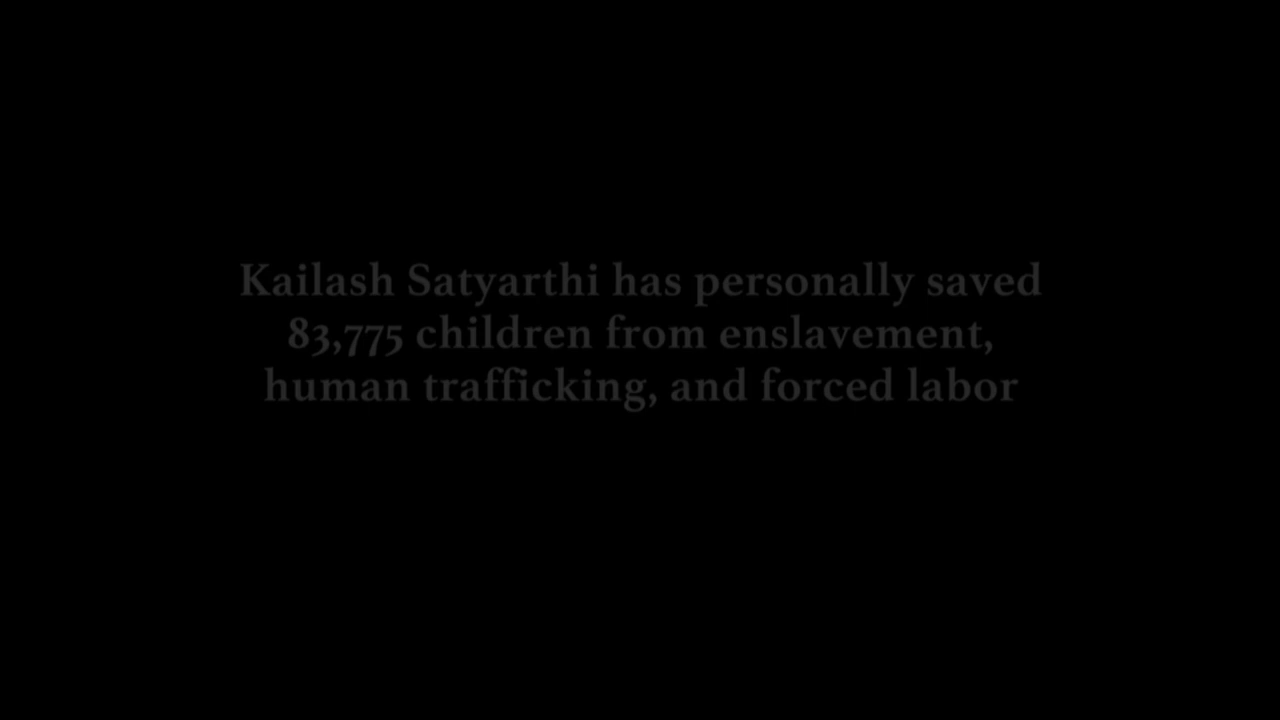 Kailash Satyarthi has personally saved
83,775 children from enslavement,
human trafficking, and forced labor